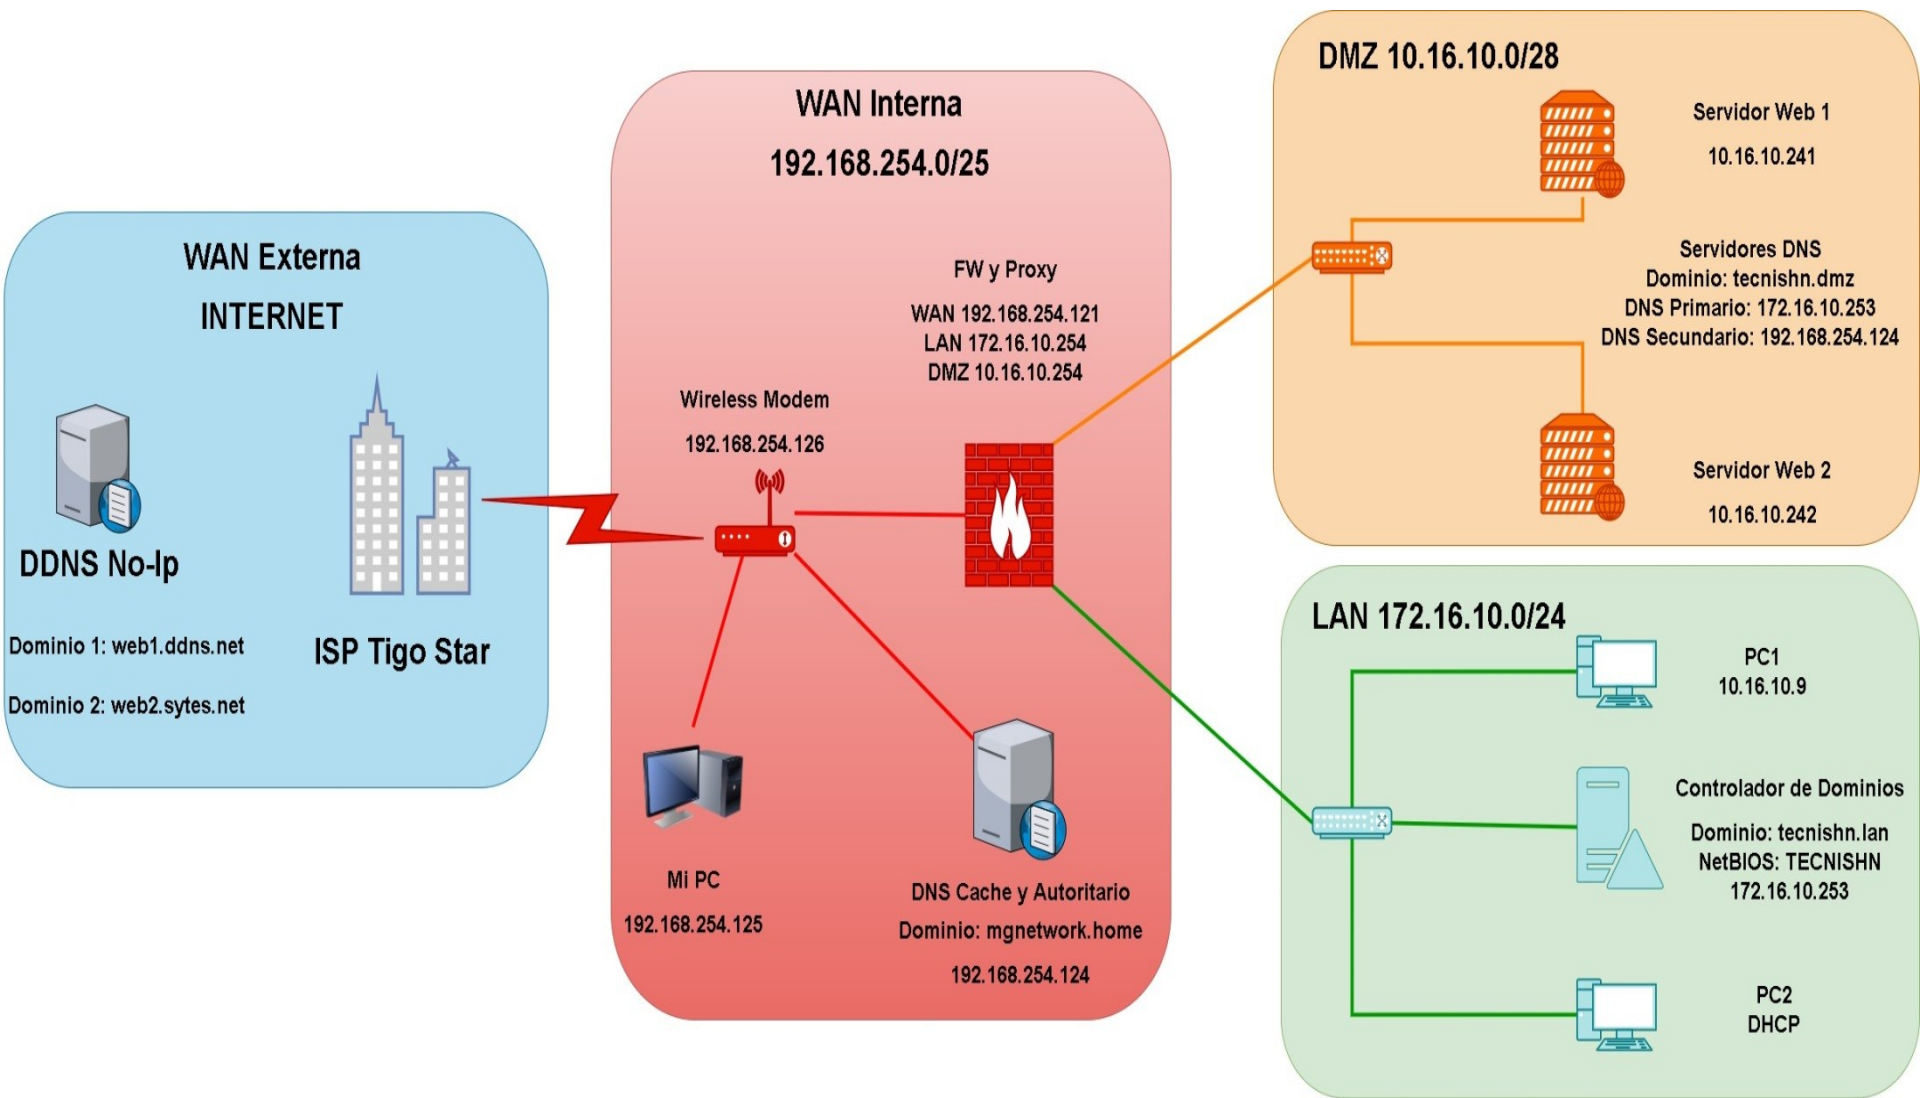 WAN Externa
INTERNET
DDNS No-Ip
Dominio 1: web1.ddns.net
Dominio 2: web2.sytes.net
ISP Tigo Star
WAN Interna
192.168.254.0/25
FW y Proxy
WAN 192.168.254.121
LAN 172.16.10.254
DMZ 10.16.10.254
Wireless Modem
192.168.254.126
Mi PC
192.168.254.125
DNS Cache y Autoritario
Dominio: mgnetwork.home
192.168.254.124
DMZ 10.16.10.0/28
Servidor Web 1
10.16.10.241
Servidores DNS
Dominio: tecnishn.dmz
DNS Primario: 172.16.10.253
DNS Secundario: 192.168.254.124
Servidor Web 2
10.16.10.242
LAN 172.16.10.0/24
PC1
10.16.10.9
Controlador de Dominios
Dominio: tecnishn.lan
NetBIOS: TECNISHN
172.16.10.253
PC2
DHCP